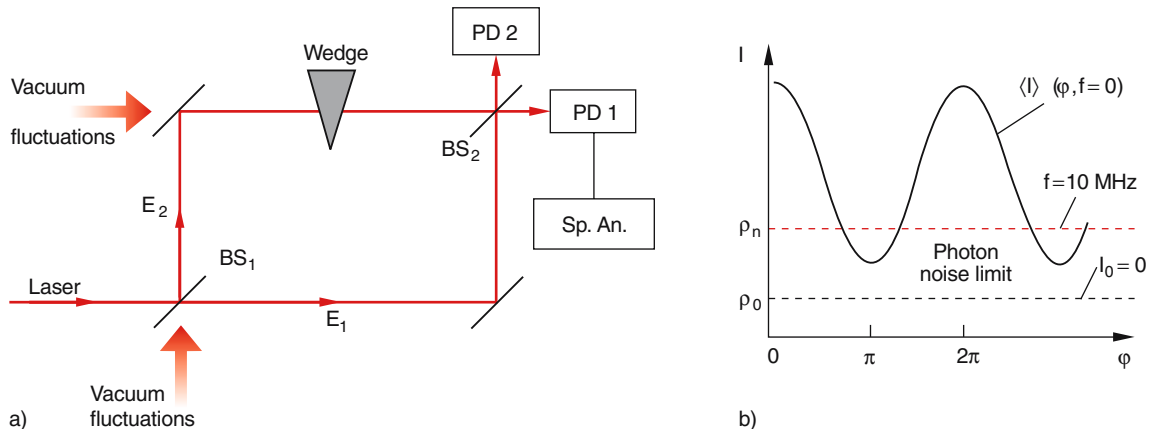 PD 2
Wedge
Vacuum
fluctuations
PD 1
BS₂
E₂
Sp. An.
BS₁
Laser
E₁
Vacuum
fluctuations
a)
I
⟨I⟩ (φ, f = 0)
f = 10 MHz
ρₙ
Photon
noise limit
I₀ = 0
ρ₀
0
π
2π
φ
b)